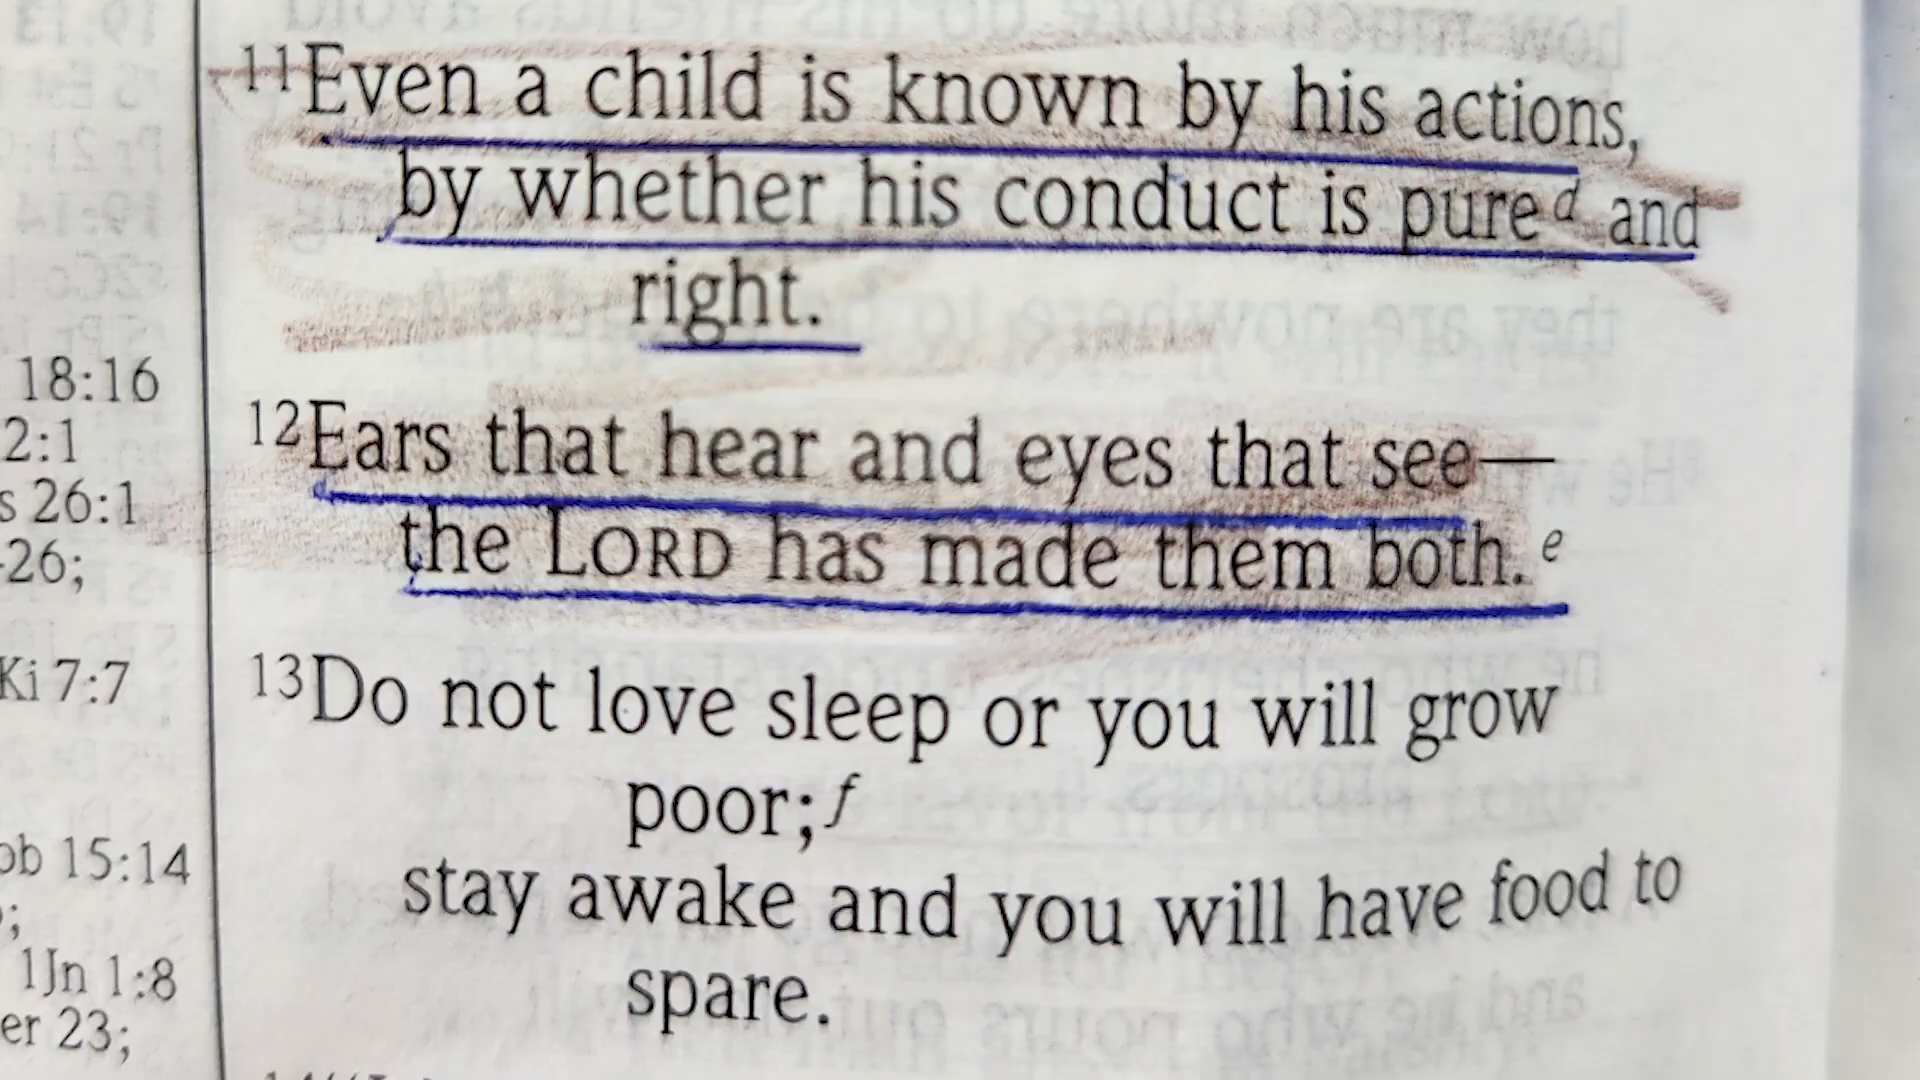 11Even a child is known by his actions,
by whether his conduct is pure d and
right.
18:16
12Ears that hear and eyes that see—
2:1
s 26:1
the LORD has made them both. e
-26;
Ki 7:7
13Do not love sleep or you will grow
poor; f
ob 15:14
stay awake and you will have food to
;
1Jn 1:8
spare.
er 23;